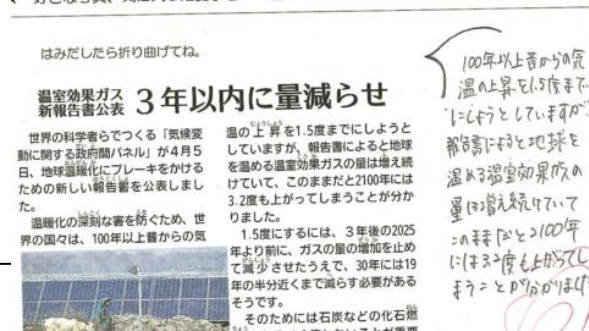 はみだしたら折り曲げてね。
温室効果ガス
新報告書公表
3年以内に量減らせ
世界の科学者らでつくる「気候変
動に関する政府間パネル」が4月5
日、地球温暖化にブレーキをかける
ための新しい報告書を公表しまし
た。
温暖化の深刻な害を防ぐため、世
界の国々は、100年以上昔からの気
温の上昇を1.5度までにしようと
していますが、報告書によると地球
を温める温室効果ガスの量は増え続
けていて、このままだと2100年には
3.2度も上がってしまうことが分か
りました。
1.5度にするには、3年後の2025
年より前に、ガスの量の増加を止め
て減少させたうえで、30年には19
年の半分近くまで減らす必要がある
そうです。
そのためには石炭などの化石燃
100年以上昔からの気
温の上昇を1.5度まで
にしようとしていますが
報告書によると地球を
温める温室効果ガスの
量は増え続けていて
このままだと2100年
には3.2度も上がってし
まうことが分かりまし